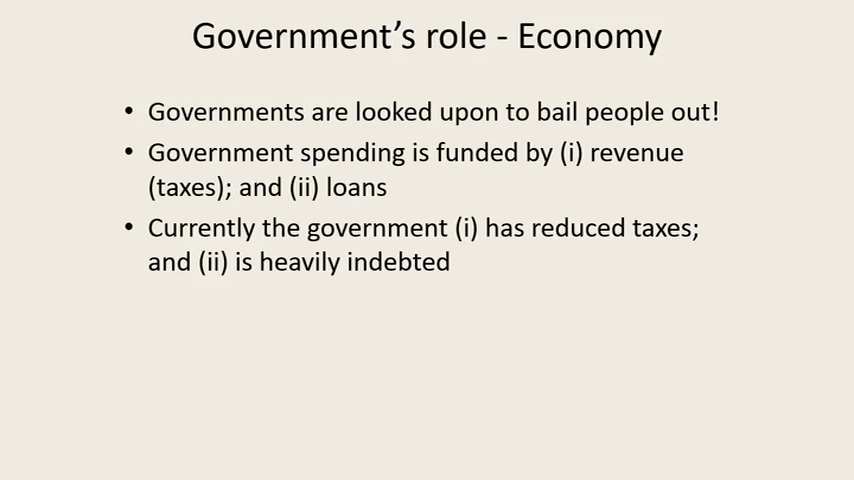 Government’s role - Economy
• Governments are looked upon to bail people out!
• Government spending is funded by (i) revenue
(taxes); and (ii) loans
• Currently the government (i) has reduced taxes;
and (ii) is heavily indebted